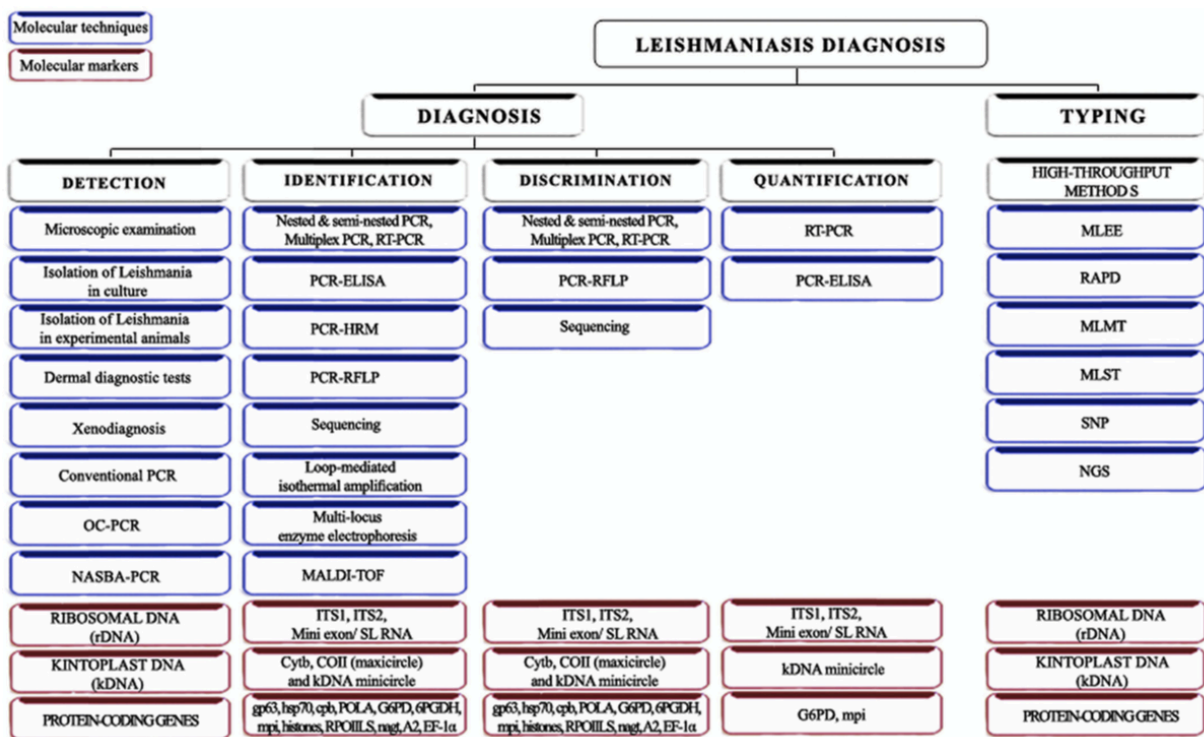 Molecular techniques
Molecular markers
LEISHMANIASIS DIAGNOSIS
DIAGNOSIS
TYPING
DETECTION
IDENTIFICATION
DISCRIMINATION
QUANTIFICATION
HIGH-THROUGHPUT
METHOD S
Microscopic examination
Isolation of Leishmania
in culture
Isolation of Leishmania
in experimental animals
Dermal diagnostic tests
Xenodiagnosis
Conventional PCR
OC-PCR
NASBA-PCR
RIBOSOMAL DNA
(rDNA)
KINTOPLAST DNA
(kDNA)
PROTEIN-CODING GENES
Nested & semi-nested PCR,
Multiplex PCR, RT-PCR
PCR-ELISA
PCR-HRM
PCR-RFLP
Sequencing
Loop-mediated
isothermal amplification
Multi-locus
enzyme electrophoresis
MALDI-TOF
ITS1, ITS2,
Mini exon/ SL RNA
Cytb, COII (maxicircle)
and kDNA minicircle
gp63, hsp70, cpb, POLA, G6PD, 6PGDH,
mpi, histones, RPOIILS, nagt, A2, EF-1α
Nested & semi-nested PCR,
Multiplex PCR, RT-PCR
PCR-RFLP
Sequencing
ITS1, ITS2,
Mini exon/ SL RNA
Cytb, COII (maxicircle)
and kDNA minicircle
gp63, hsp70, cpb, POLA, G6PD, 6PGDH,
mpi, histones, RPOIILS, nagt, A2, EF-1α
RT-PCR
PCR-ELISA
ITS1, ITS2,
Mini exon/ SL RNA
kDNA minicircle
G6PD, mpi
MLEE
RAPD
MLMT
MLST
SNP
NGS
RIBOSOMAL DNA
(rDNA)
KINTOPLAST DNA
(kDNA)
PROTEIN-CODING GENES